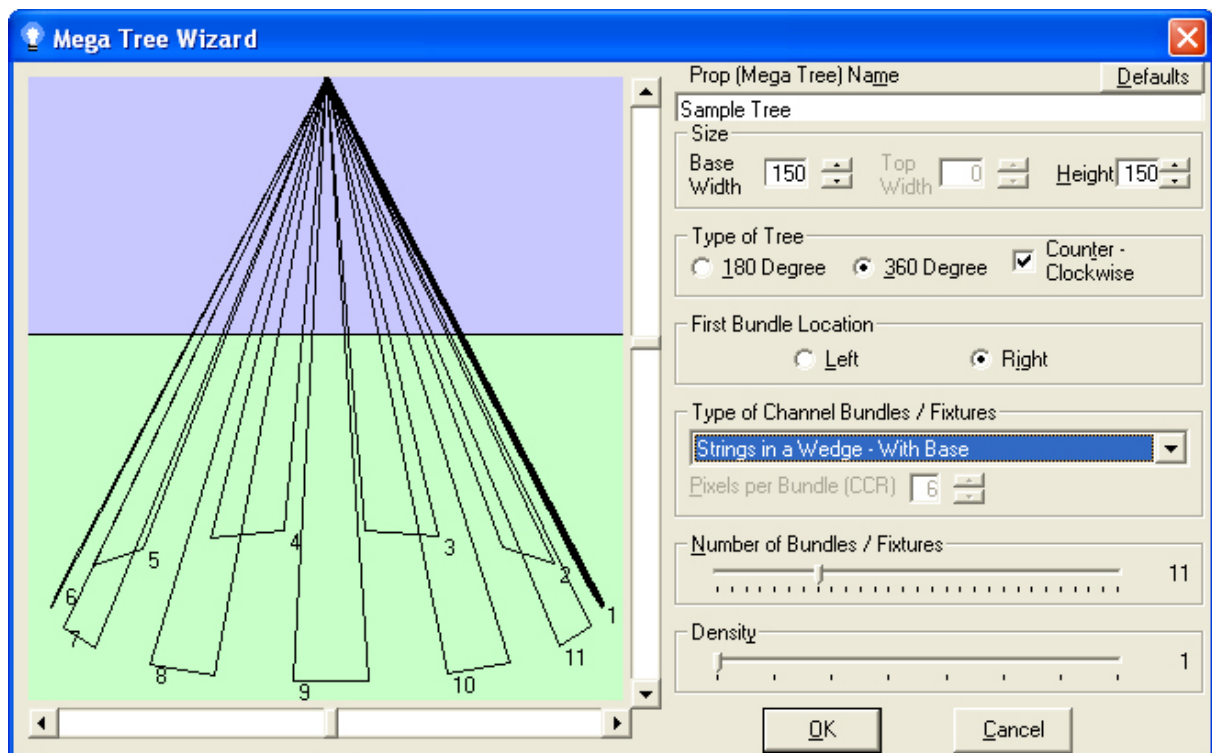 Mega Tree Wizard
Prop (Mega Tree) Name
Defaults
Sample Tree
Size
Base Width 150
Top Width 0
Height 150
Type of Tree
180 Degree
360 Degree
Counter - Clockwise
First Bundle Location
Left
Right
Type of Channel Bundles / Fixtures
Strings in a Wedge - With Base
Pixels per Bundle (CCR) 6
Number of Bundles / Fixtures
11
Density
1
OK
Cancel
4
3
5
2
6
1
7
11
8
10
9